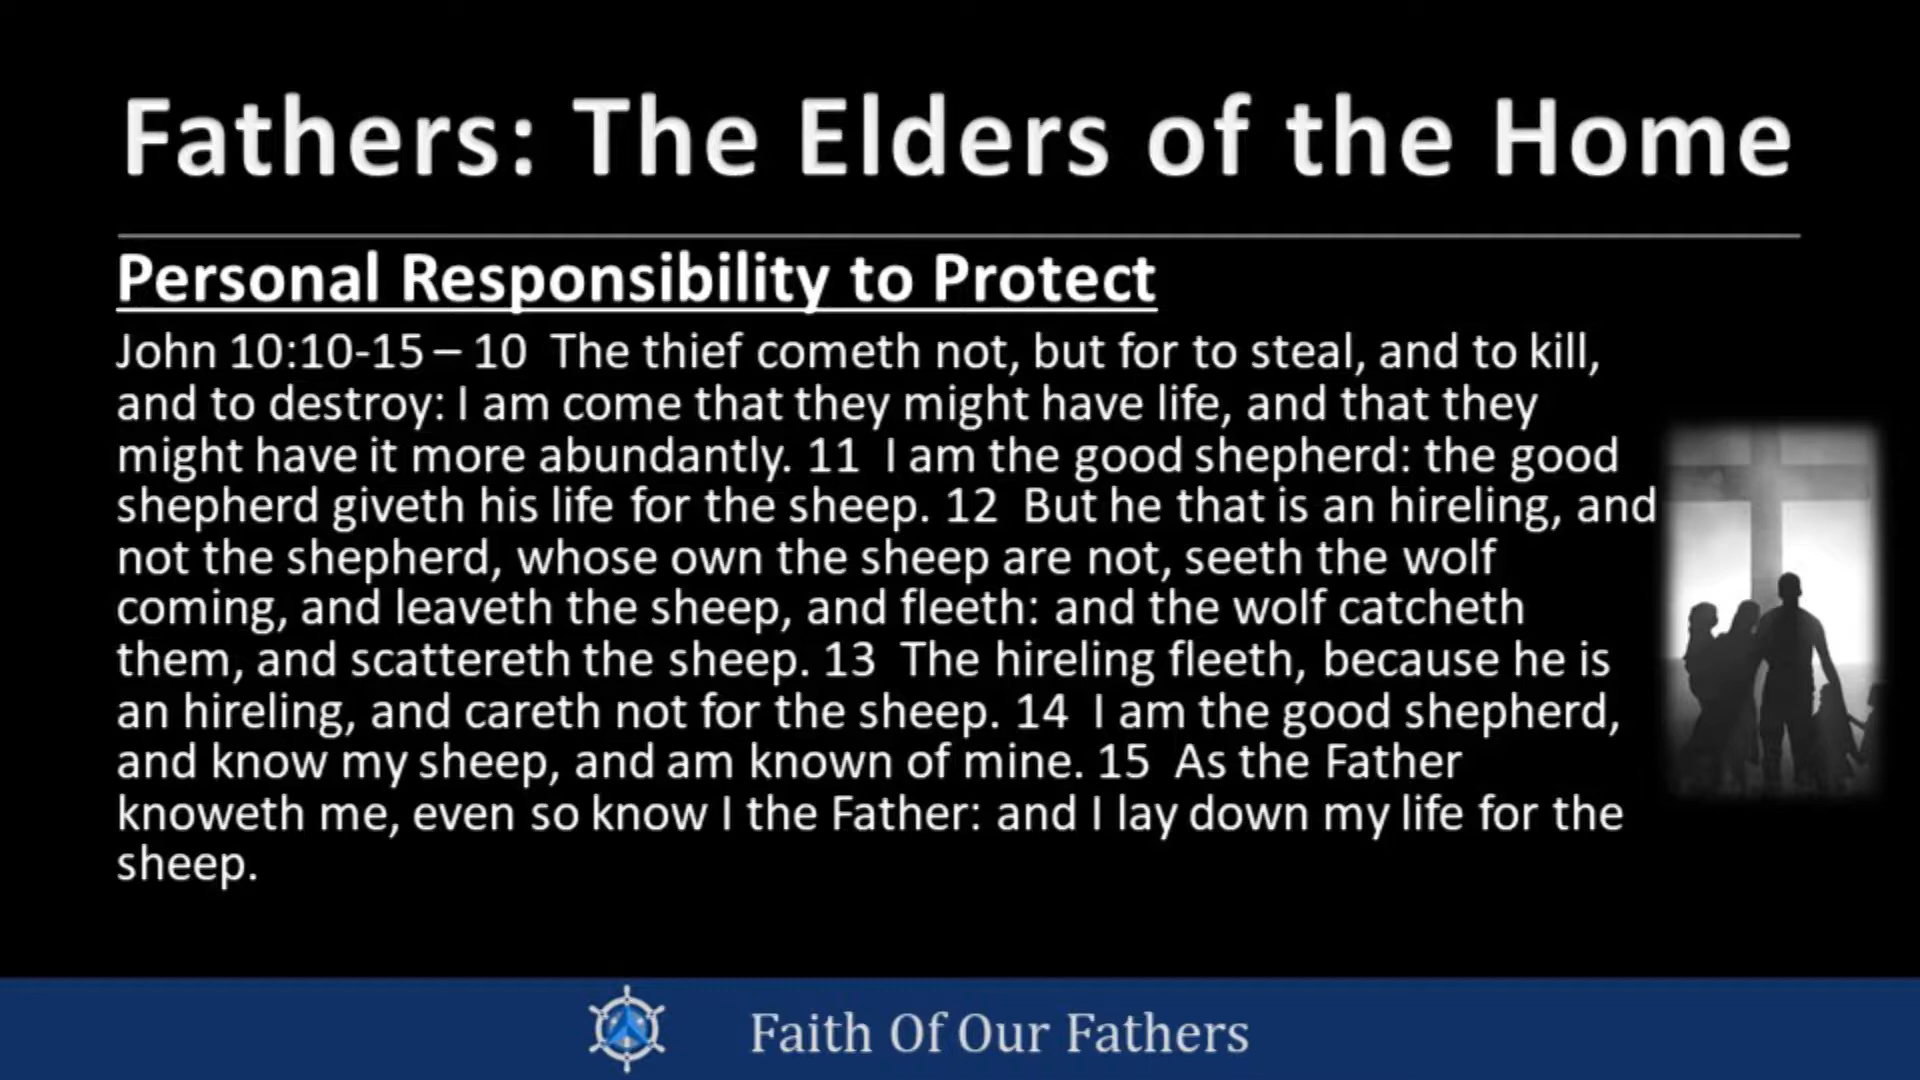 Fathers: The Elders of the Home
Personal Responsibility to Protect
John 10:10-15 – 10  The thief cometh not, but for to steal, and to kill,
and to destroy: I am come that they might have life, and that they
might have it more abundantly. 11  I am the good shepherd: the good
shepherd giveth his life for the sheep. 12  But he that is an hireling, and
not the shepherd, whose own the sheep are not, seeth the wolf
coming, and leaveth the sheep, and fleeth: and the wolf catcheth
them, and scattereth the sheep. 13  The hireling fleeth, because he is
an hireling, and careth not for the sheep. 14  I am the good shepherd,
and know my sheep, and am known of mine. 15  As the Father
knoweth me, even so know I the Father: and I lay down my life for the
sheep.
Faith Of Our Fathers